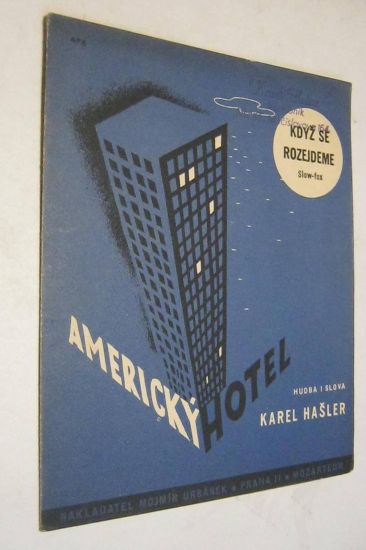 KDYŽ SE
ROZEJDEME
Slow-fox
AMERICKÝ
HOTEL
HUDBA I SLOVA
KAREL HAŠLER
NAKLADATEL MOJMÍR URBÁNEK • PRAHA II • MOZARTEUM